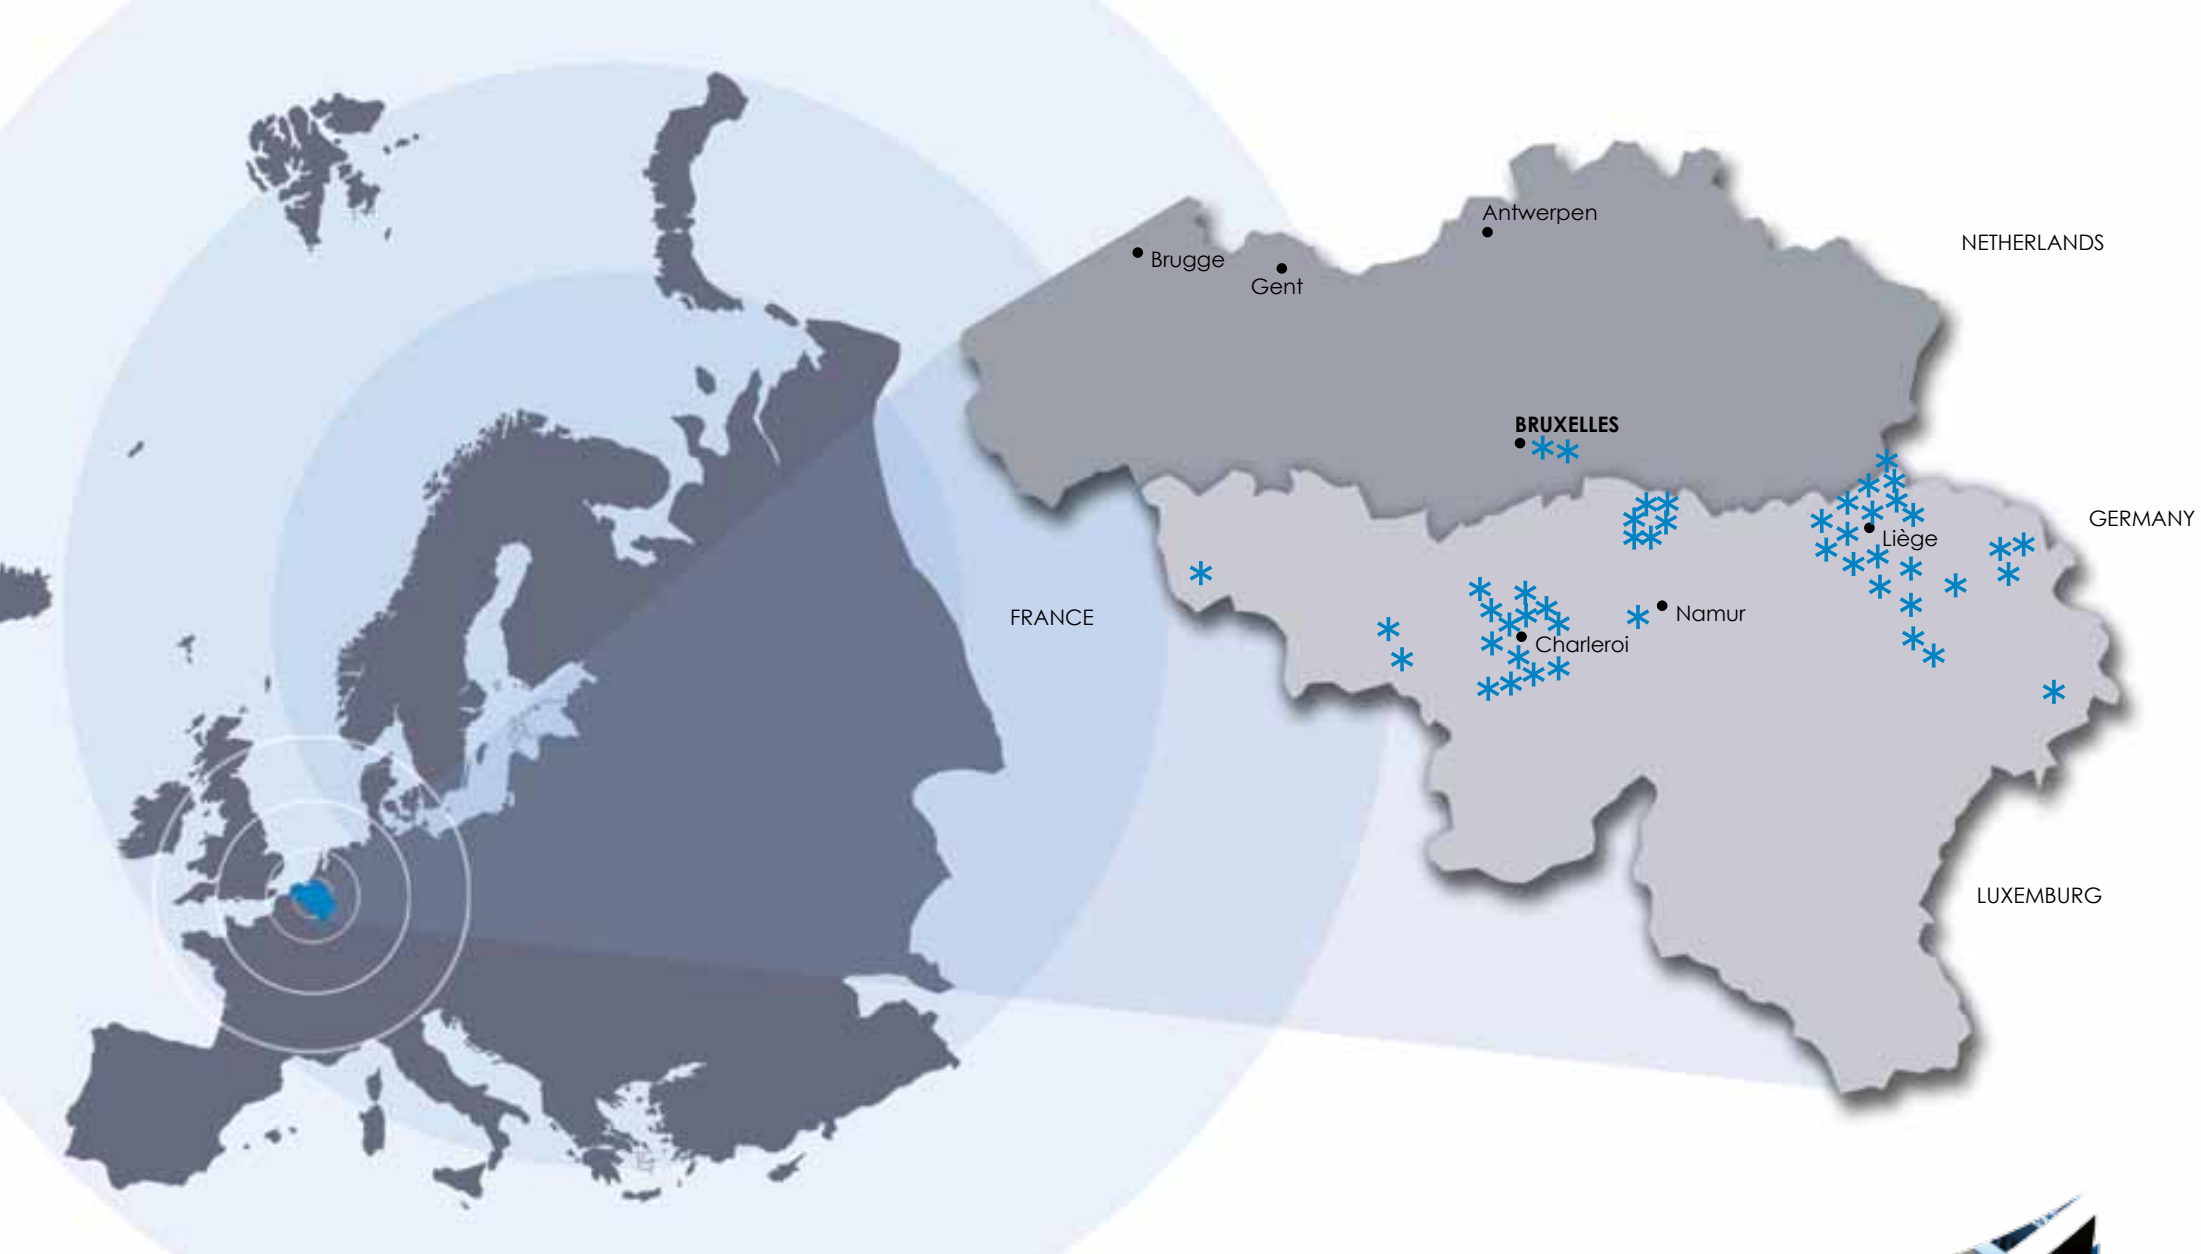 Antwerpen
NETHERLANDS
Brugge
Gent
BRUXELLES
GERMANY
Liège
FRANCE
Namur
Charleroi
LUXEMBURG